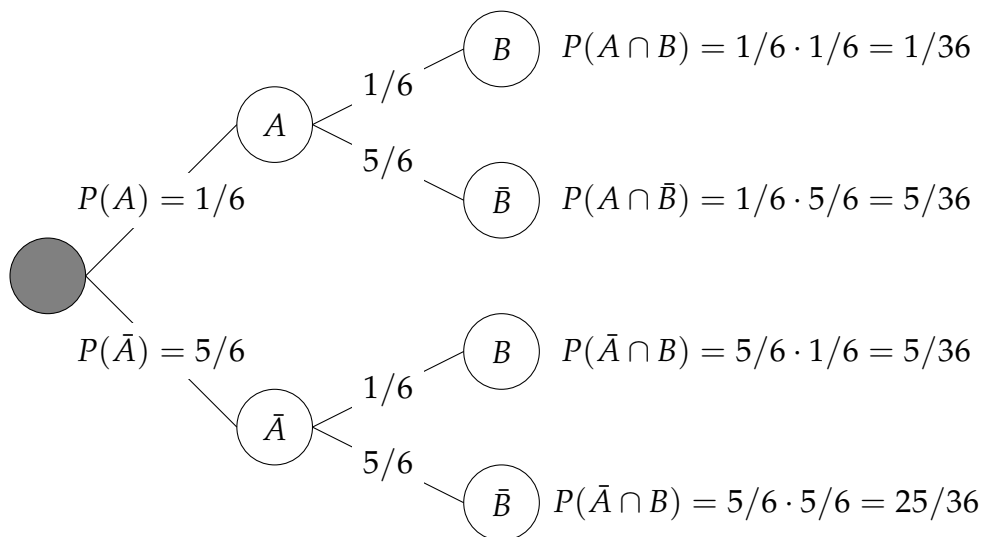 B P(A ∩ B) = 1/6 · 1/6 = 1/36
1/6
A
5/6
P(A) = 1/6
B̄ P(A ∩ B̄) = 1/6 · 5/6 = 5/36
P(Ā) = 5/6
B P(Ā ∩ B) = 5/6 · 1/6 = 5/36
1/6
Ā
5/6
B̄ P(Ā ∩ B) = 5/6 · 5/6 = 25/36